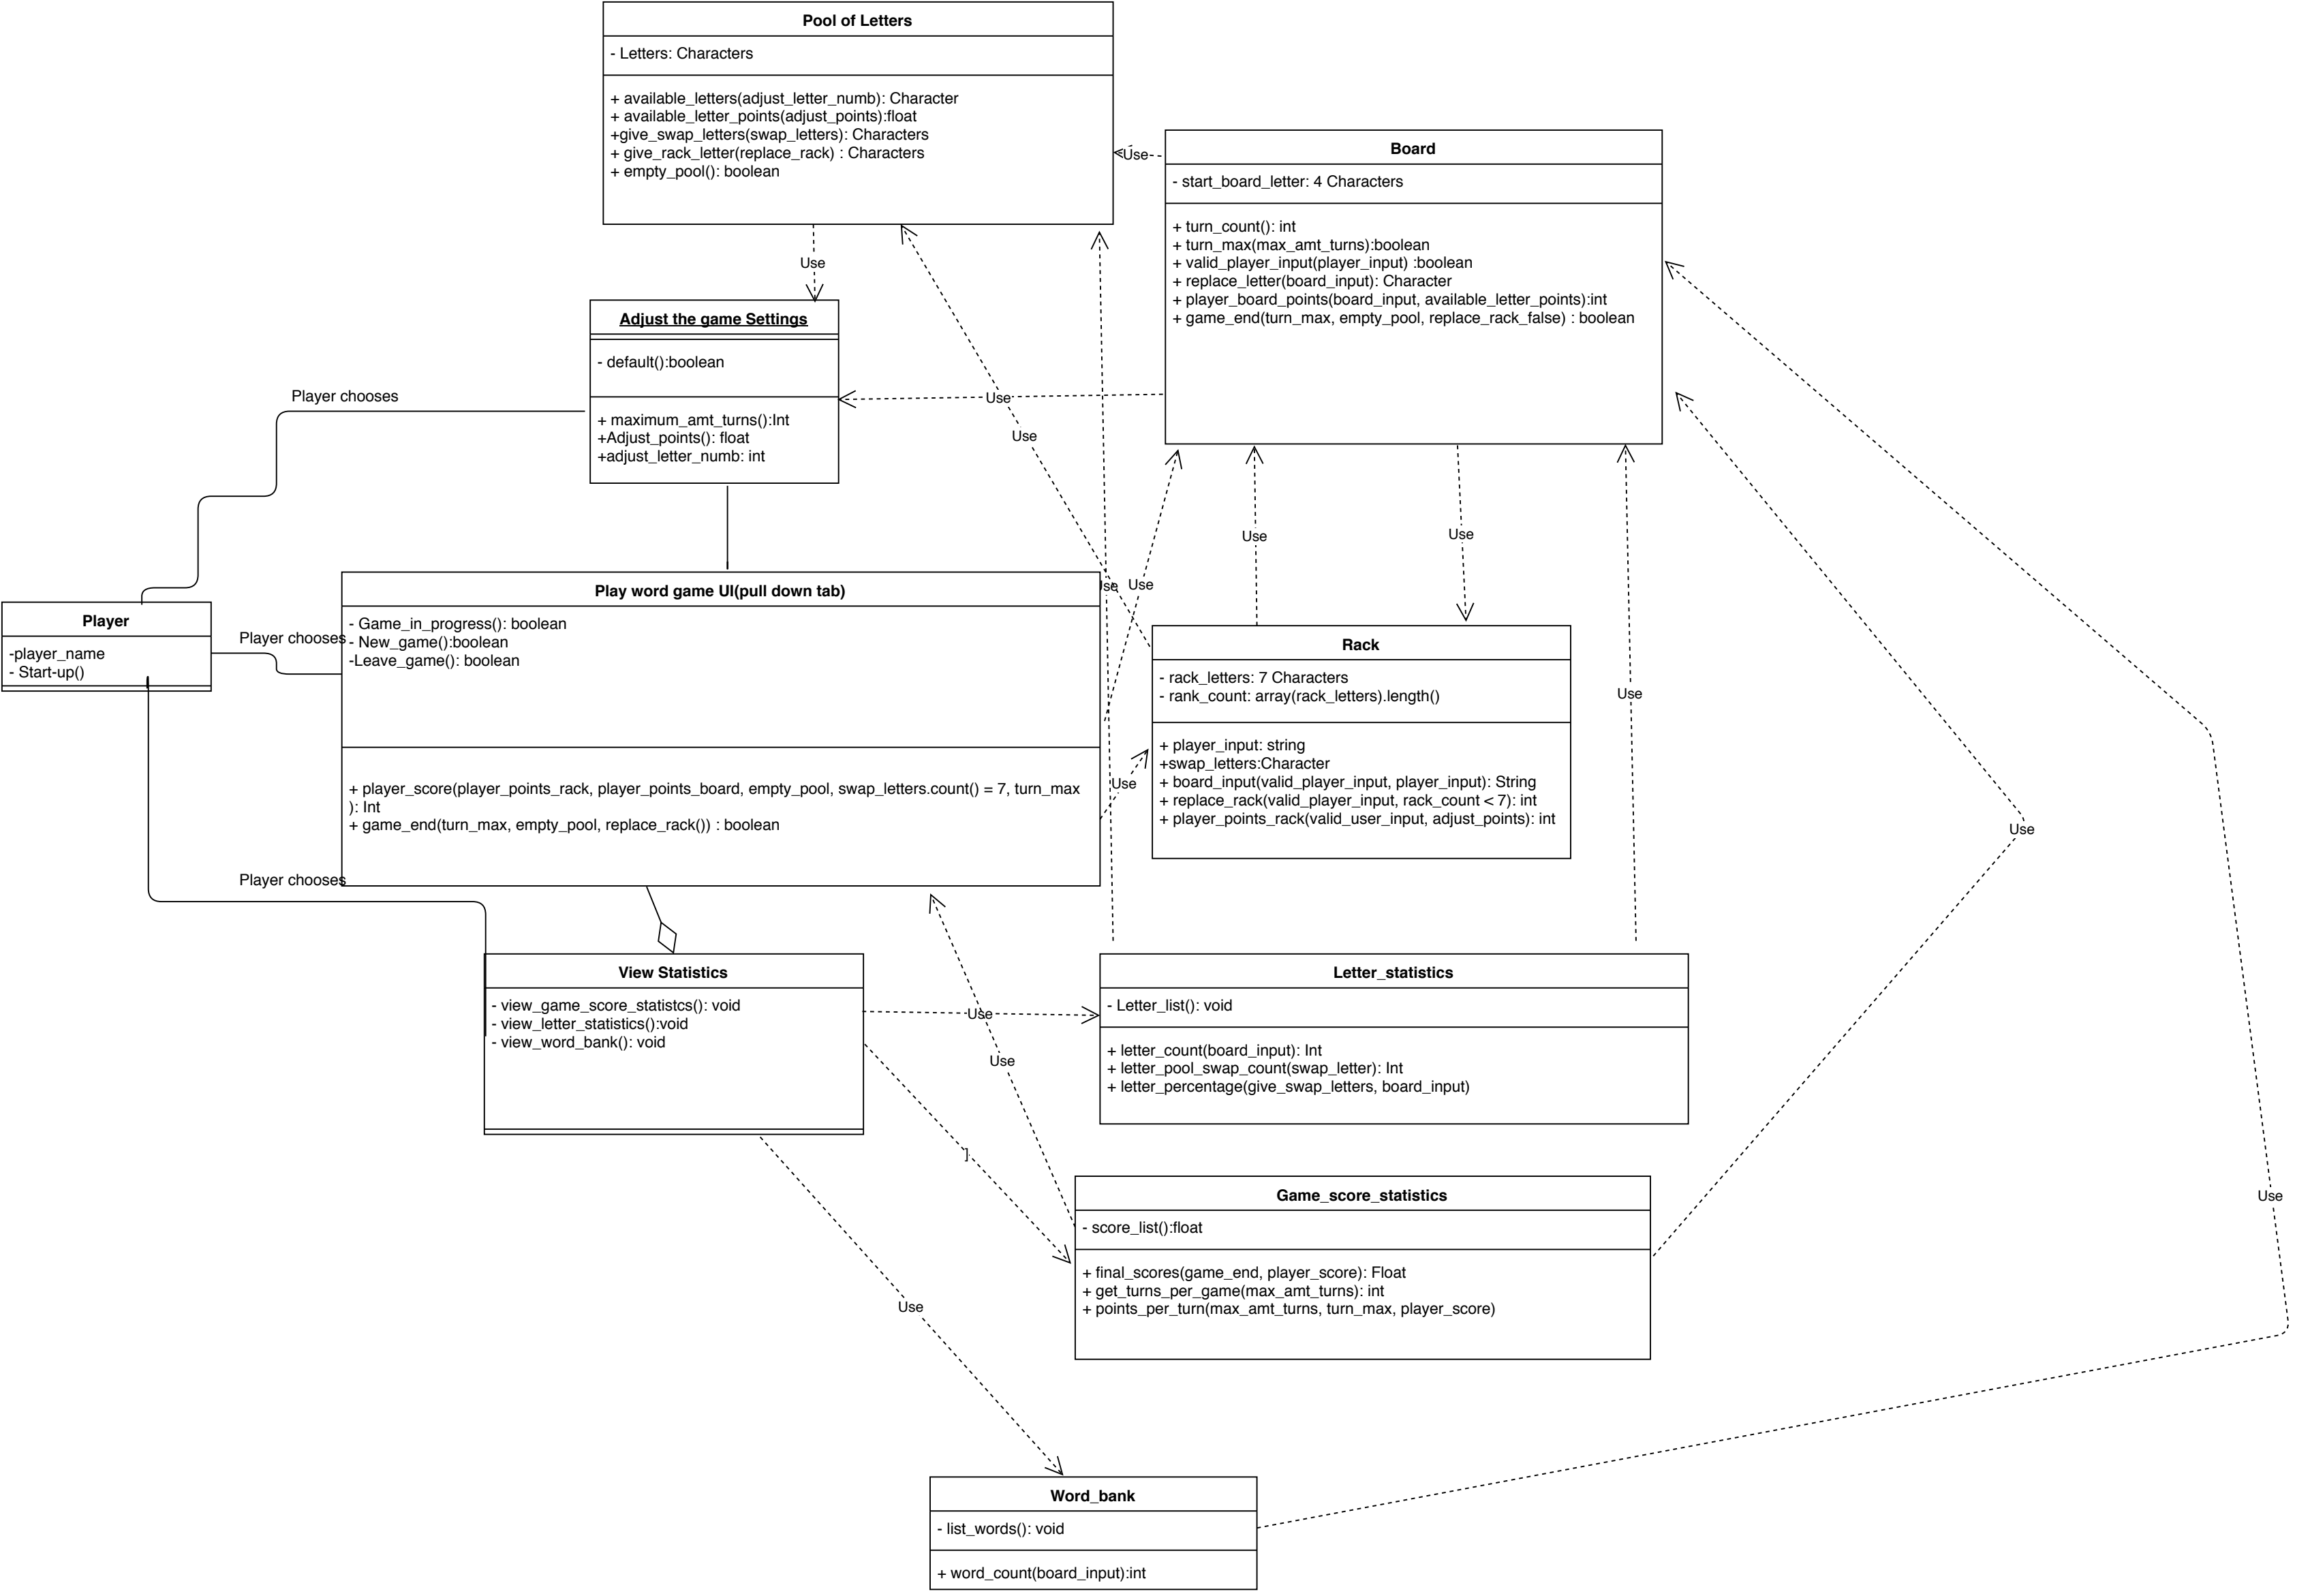 Pool of Letters
- Letters: Characters
+ available_letters(adjust_letter_numb): Character
+ available_letter_points(adjust_points):float
+give_swap_letters(swap_letters): Characters
+ give_rack_letter(replace_rack) : Characters
+ empty_pool(): boolean
Use
Board
- start_board_letter: 4 Characters
+ turn_count(): int
+ turn_max(max_amt_turns):boolean
+ valid_player_input(player_input) :boolean
+ replace_letter(board_input): Character
+ player_board_points(board_input, available_letter_points):int
+ game_end(turn_max, empty_pool, replace_rack_false) : boolean
Use
Adjust the game Settings
- default():boolean
+ maximum_amt_turns():Int
+Adjust_points(): float
+adjust_letter_numb: int
Player chooses
Use
Use
Use
Use
Use
Use
Play word game UI(pull down tab)
- Game_in_progress(): boolean
- New_game():boolean
-Leave_game(): boolean
+ player_score(player_points_rack, player_points_board, empty_pool, swap_letters.count() = 7, turn_max
): Int
+ game_end(turn_max, empty_pool, replace_rack()) : boolean
Player
-player_name
- Start-up()
Player chooses
Rack
- rack_letters: 7 Characters
- rank_count: array(rack_letters).length()
+ player_input: string
+swap_letters:Character
+ board_input(valid_player_input, player_input): String
+ replace_rack(valid_player_input, rack_count < 7): int
+ player_points_rack(valid_user_input, adjust_points): int
Use
Use
Use
Player chooses
View Statistics
- view_game_score_statistcs(): void
- view_letter_statistics():void
- view_word_bank(): void
Use
Use
Letter_statistics
- Letter_list(): void
+ letter_count(board_input): Int
+ letter_pool_swap_count(swap_letter): Int
+ letter_percentage(give_swap_letters, board_input)
]
Game_score_statistics
- score_list():float
+ final_scores(game_end, player_score): Float
+ get_turns_per_game(max_amt_turns): int
+ points_per_turn(max_amt_turns, turn_max, player_score)
Use
Use
Use
Word_bank
- list_words(): void
+ word_count(board_input):int